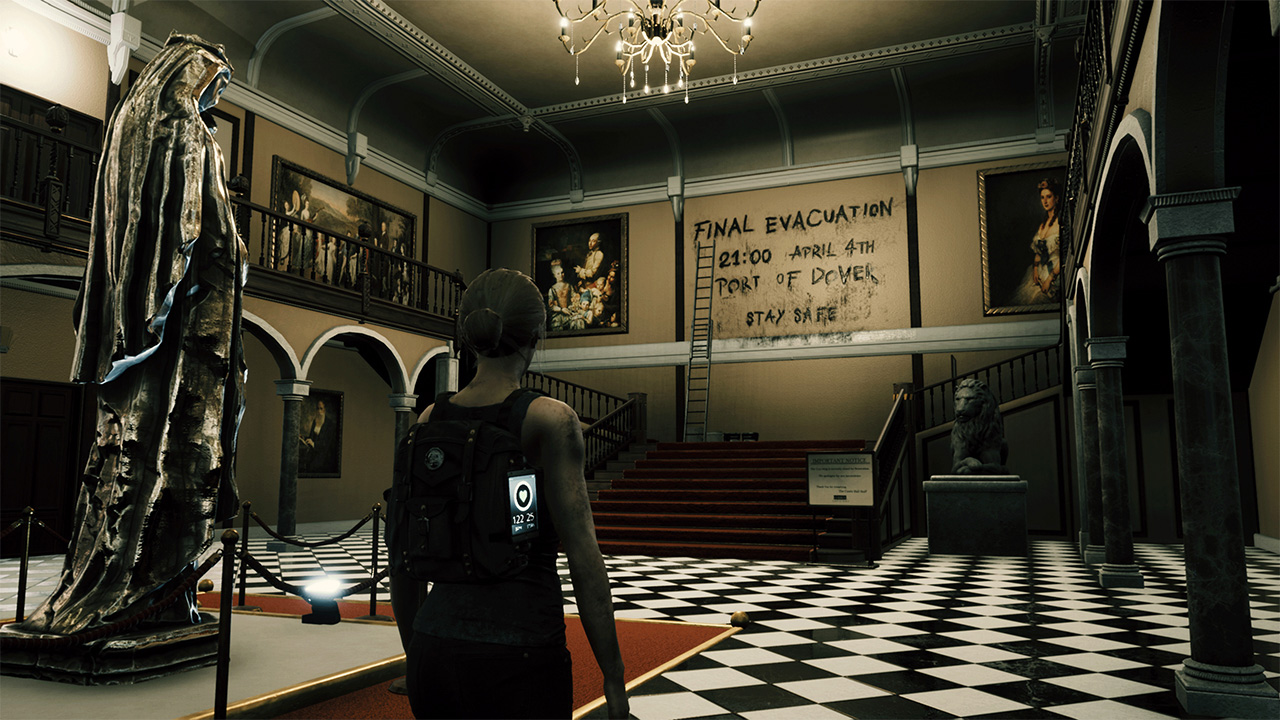 FINAL EVACUATION
21:00 APRIL 4TH
PORT OF DOVER
STAY SAFE
122 25
IMPORTANT NOTICE